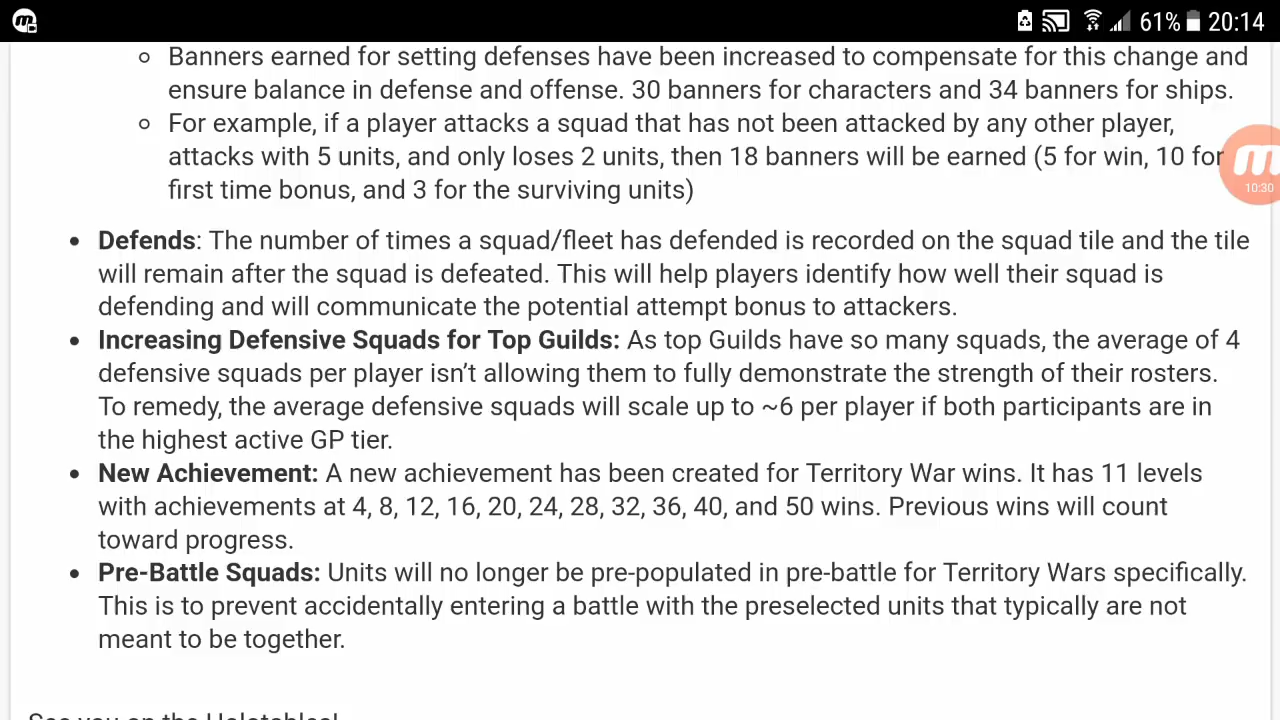 61% 20:14
Banners earned for setting defenses have been increased to compensate for this change and
ensure balance in defense and offense. 30 banners for characters and 34 banners for ships.
For example, if a player attacks a squad that has not been attacked by any other player,
attacks with 5 units, and only loses 2 units, then 18 banners will be earned (5 for win, 10 for
first time bonus, and 3 for the surviving units)
10:30
Defends: The number of times a squad/fleet has defended is recorded on the squad tile and the tile
will remain after the squad is defeated. This will help players identify how well their squad is
defending and will communicate the potential attempt bonus to attackers.
Increasing Defensive Squads for Top Guilds: As top Guilds have so many squads, the average of 4
defensive squads per player isn’t allowing them to fully demonstrate the strength of their rosters.
To remedy, the average defensive squads will scale up to ~6 per player if both participants are in
the highest active GP tier.
New Achievement: A new achievement has been created for Territory War wins. It has 11 levels
with achievements at 4, 8, 12, 16, 20, 24, 28, 32, 36, 40, and 50 wins. Previous wins will count
toward progress.
Pre-Battle Squads: Units will no longer be pre-populated in pre-battle for Territory Wars specifically.
This is to prevent accidentally entering a battle with the preselected units that typically are not
meant to be together.
See you on the Holotables!